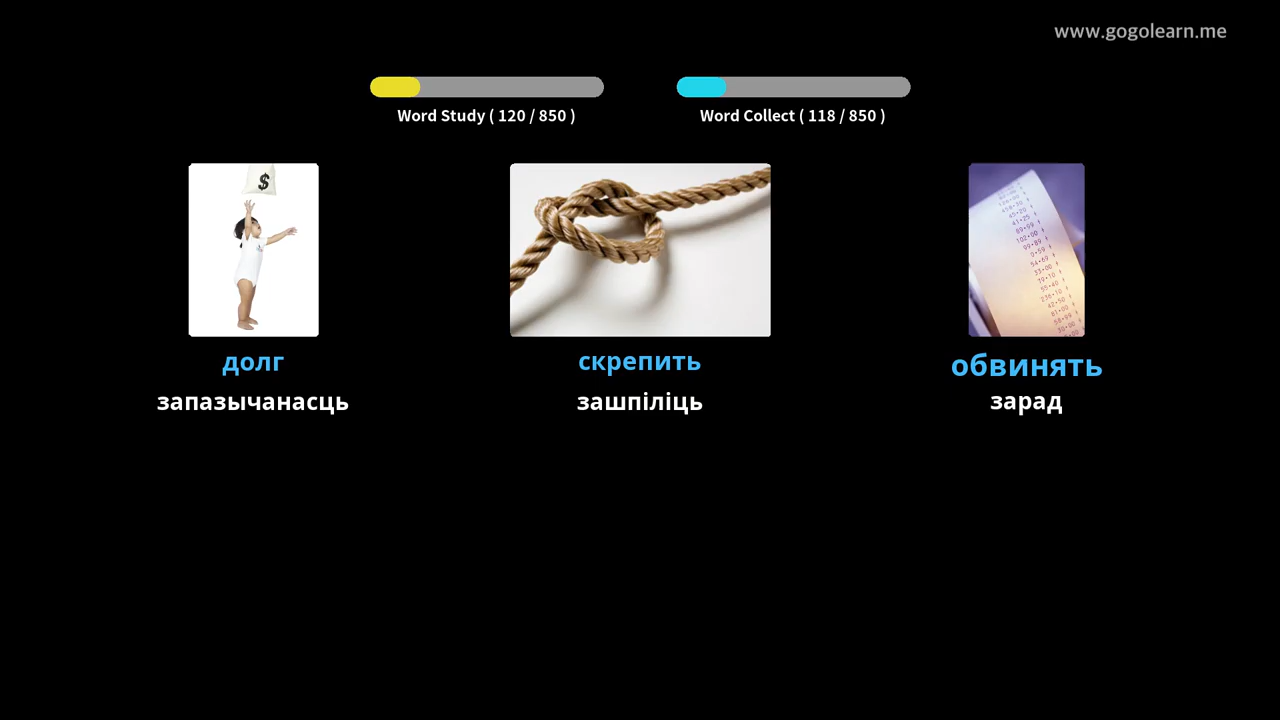 www.gogolearn.me
Word Study ( 120 / 850 )
Word Collect ( 118 / 850 )
$
долг
скрепить
обвинять
запазычанасць
зашпіліць
зарад